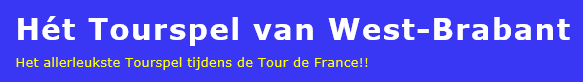 Hét Tourspel van West-Brabant
Het allerleukste Tourspel tijdens de Tour de France!!